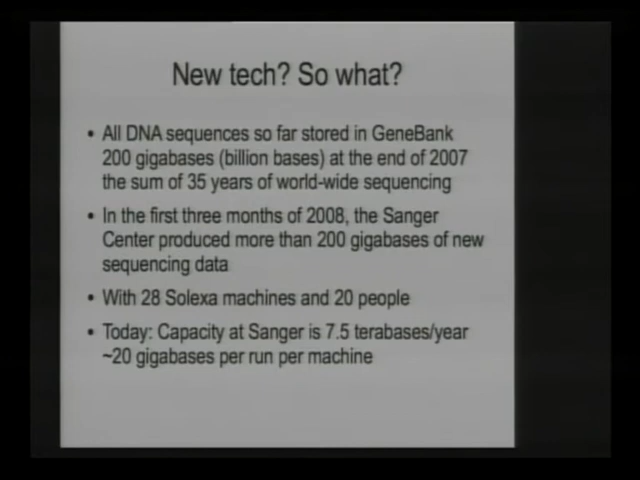 New tech? So what?
• All DNA sequences so far stored in GeneBank
200 gigabases (billion bases) at the end of 2007
the sum of 35 years of world-wide sequencing
• In the first three months of 2008, the Sanger
Center produced more than 200 gigabases of new
sequencing data
• With 28 Solexa machines and 20 people
• Today: Capacity at Sanger is 7.5 terabases/year
~20 gigabases per run per machine